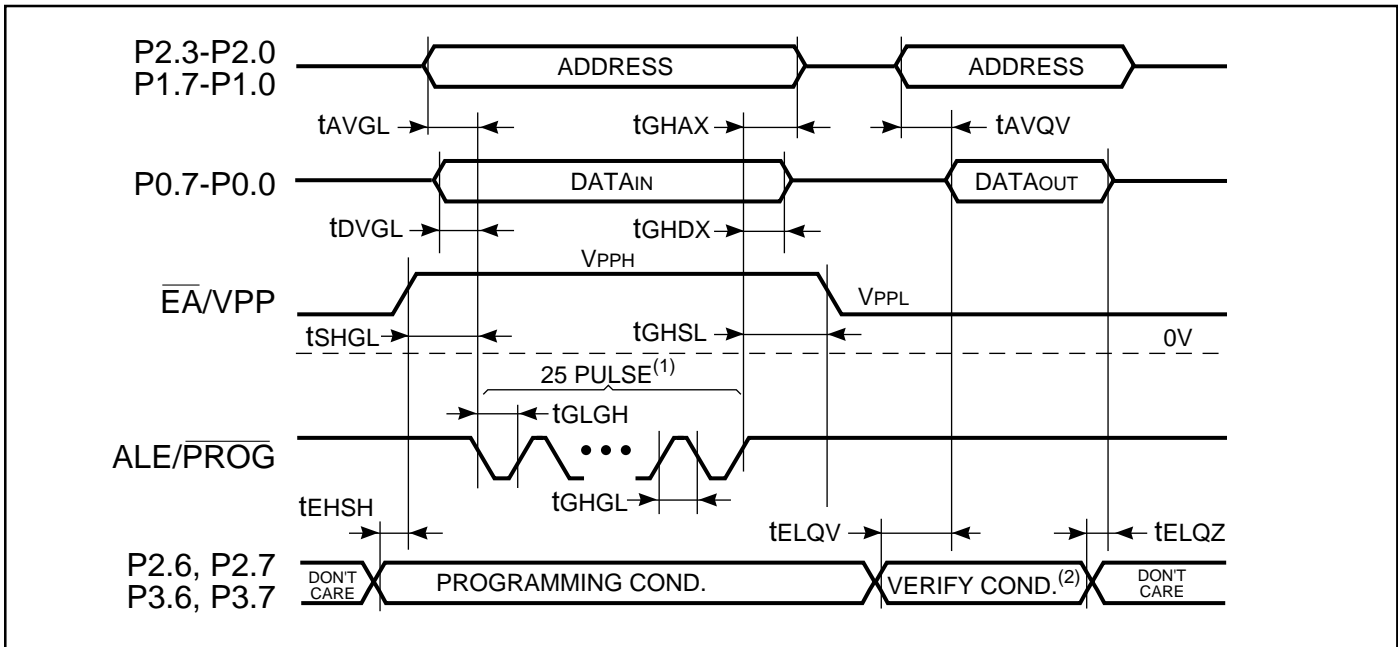 P2.3-P2.0
P1.7-P1.0
ADDRESS
ADDRESS
tAVGL
tGHAX
tAVQV
P0.7-P0.0
DATAIN
DATAOUT
tDVGL
tGHDX
VPPH
EA/VPP
VPPL
tSHGL
tGHSL
0V
25 PULSE(1)
tGLGH
ALE/PROG
tGHGL
tEHSH
tELQV
tELQZ
P2.6, P2.7
P3.6, P3.7
DON'T
CARE
PROGRAMMING COND.
VERIFY COND.(2)
DON'T
CARE